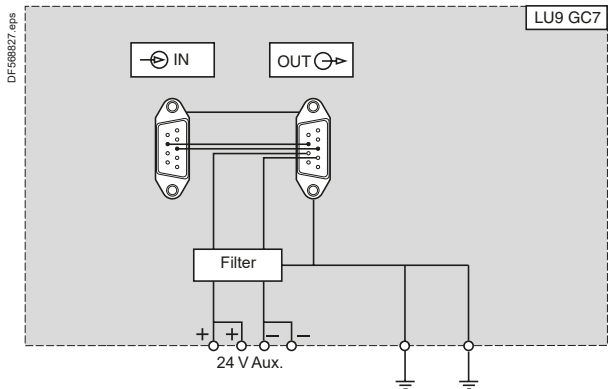 DF568827.eps
LU9 GC7
IN
OUT
Filter
+ + – –
24 V Aux.